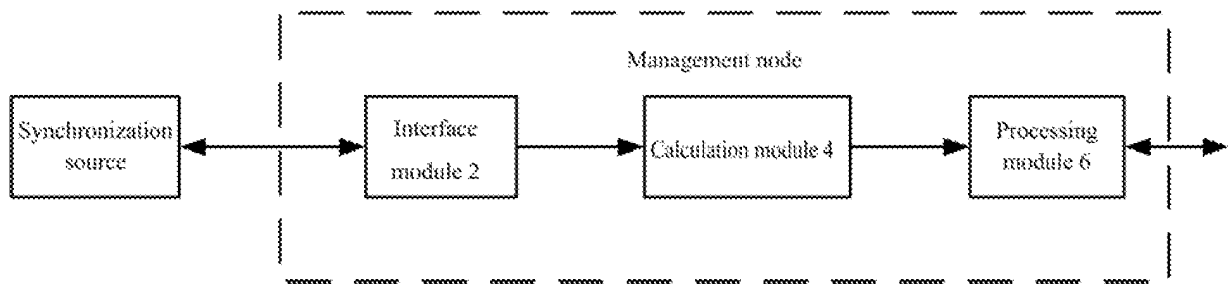 Management node
Synchronization
source
Interface
module 2
Calculation module 4
Processing
module 6